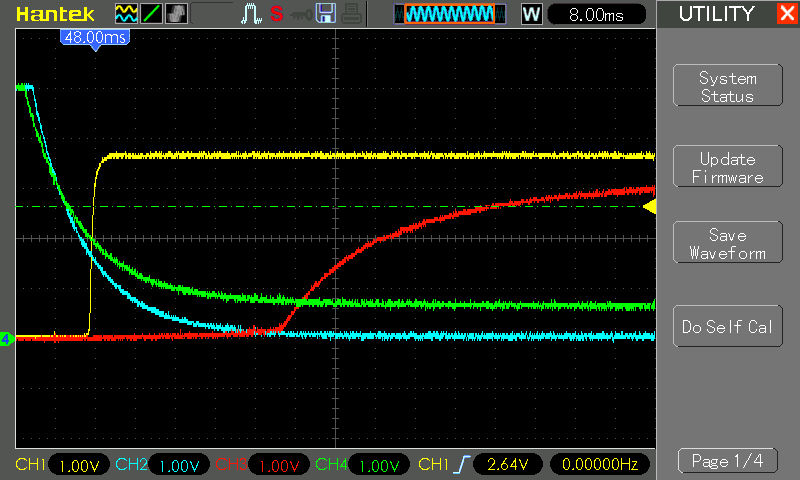 Hantek
S
W
8.00ms
UTILITY
48.00ms
System
Status
Update
Firmware
Save
Waveform
Do Self Cal
4
CH1 1.00V CH2 1.00V CH3 1.00V CH4 1.00V CH1 2.64V 0.00000Hz
Page 1/4